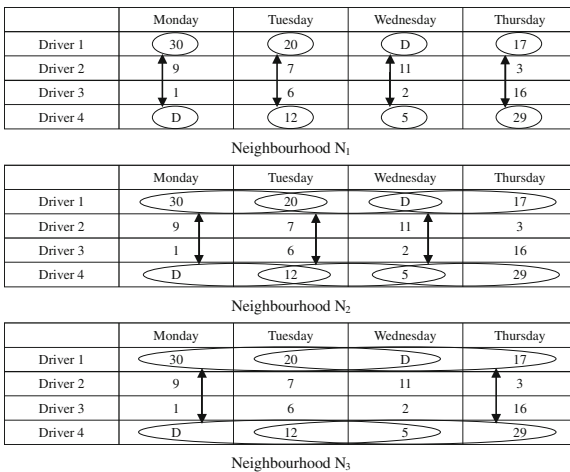 Monday Tuesday Wednesday Thursday
Driver 1 30 20 D 17
Driver 2 9 7 11 3
Driver 3 1 6 2 16
Driver 4 D 12 5 29
Neighbourhood N₁
Monday Tuesday Wednesday Thursday
Driver 1 30 20 D 17
Driver 2 9 7 11 3
Driver 3 1 6 2 16
Driver 4 D 12 5 29
Neighbourhood N₂
Monday Tuesday Wednesday Thursday
Driver 1 30 20 D 17
Driver 2 9 7 11 3
Driver 3 1 6 2 16
Driver 4 D 12 5 29
Neighbourhood N₃